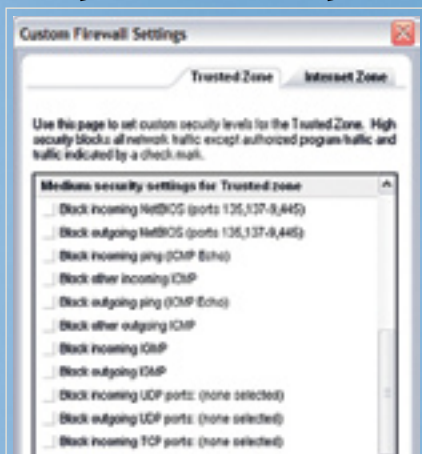 Custom Firewall Settings
Trusted Zone
Internet Zone
Use this page to set custom security levels for the Trusted Zone. High
security blocks all network traffic except authorized program traffic and
traffic indicated by a check mark.
Medium security settings for Trusted zone
Block incoming NetBIOS (ports 135,137-9,445)
Block outgoing NetBIOS (ports 135,137-9,445)
Block incoming ping (ICMP Echo)
Block other incoming ICMP
Block outgoing ping (ICMP Echo)
Block other outgoing ICMP
Block incoming IGMP
Block outgoing IGMP
Block incoming UDP ports: (none selected)
Block outgoing UDP ports: (none selected)
Block incoming TCP ports: (none selected)